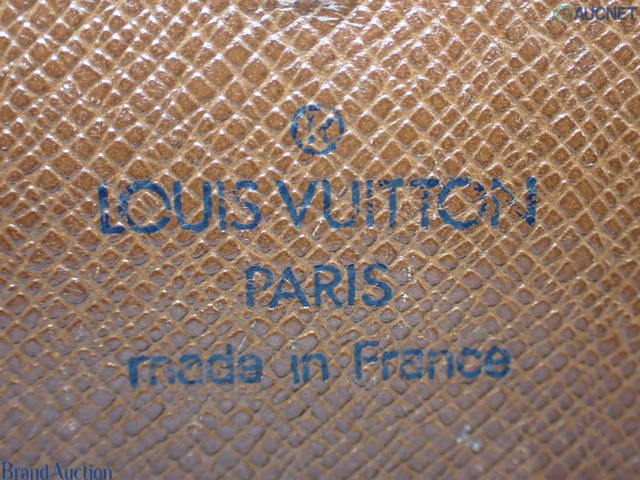 AUCNET
®
LOUIS VUITTON
PARIS
made in France
Brand Auction